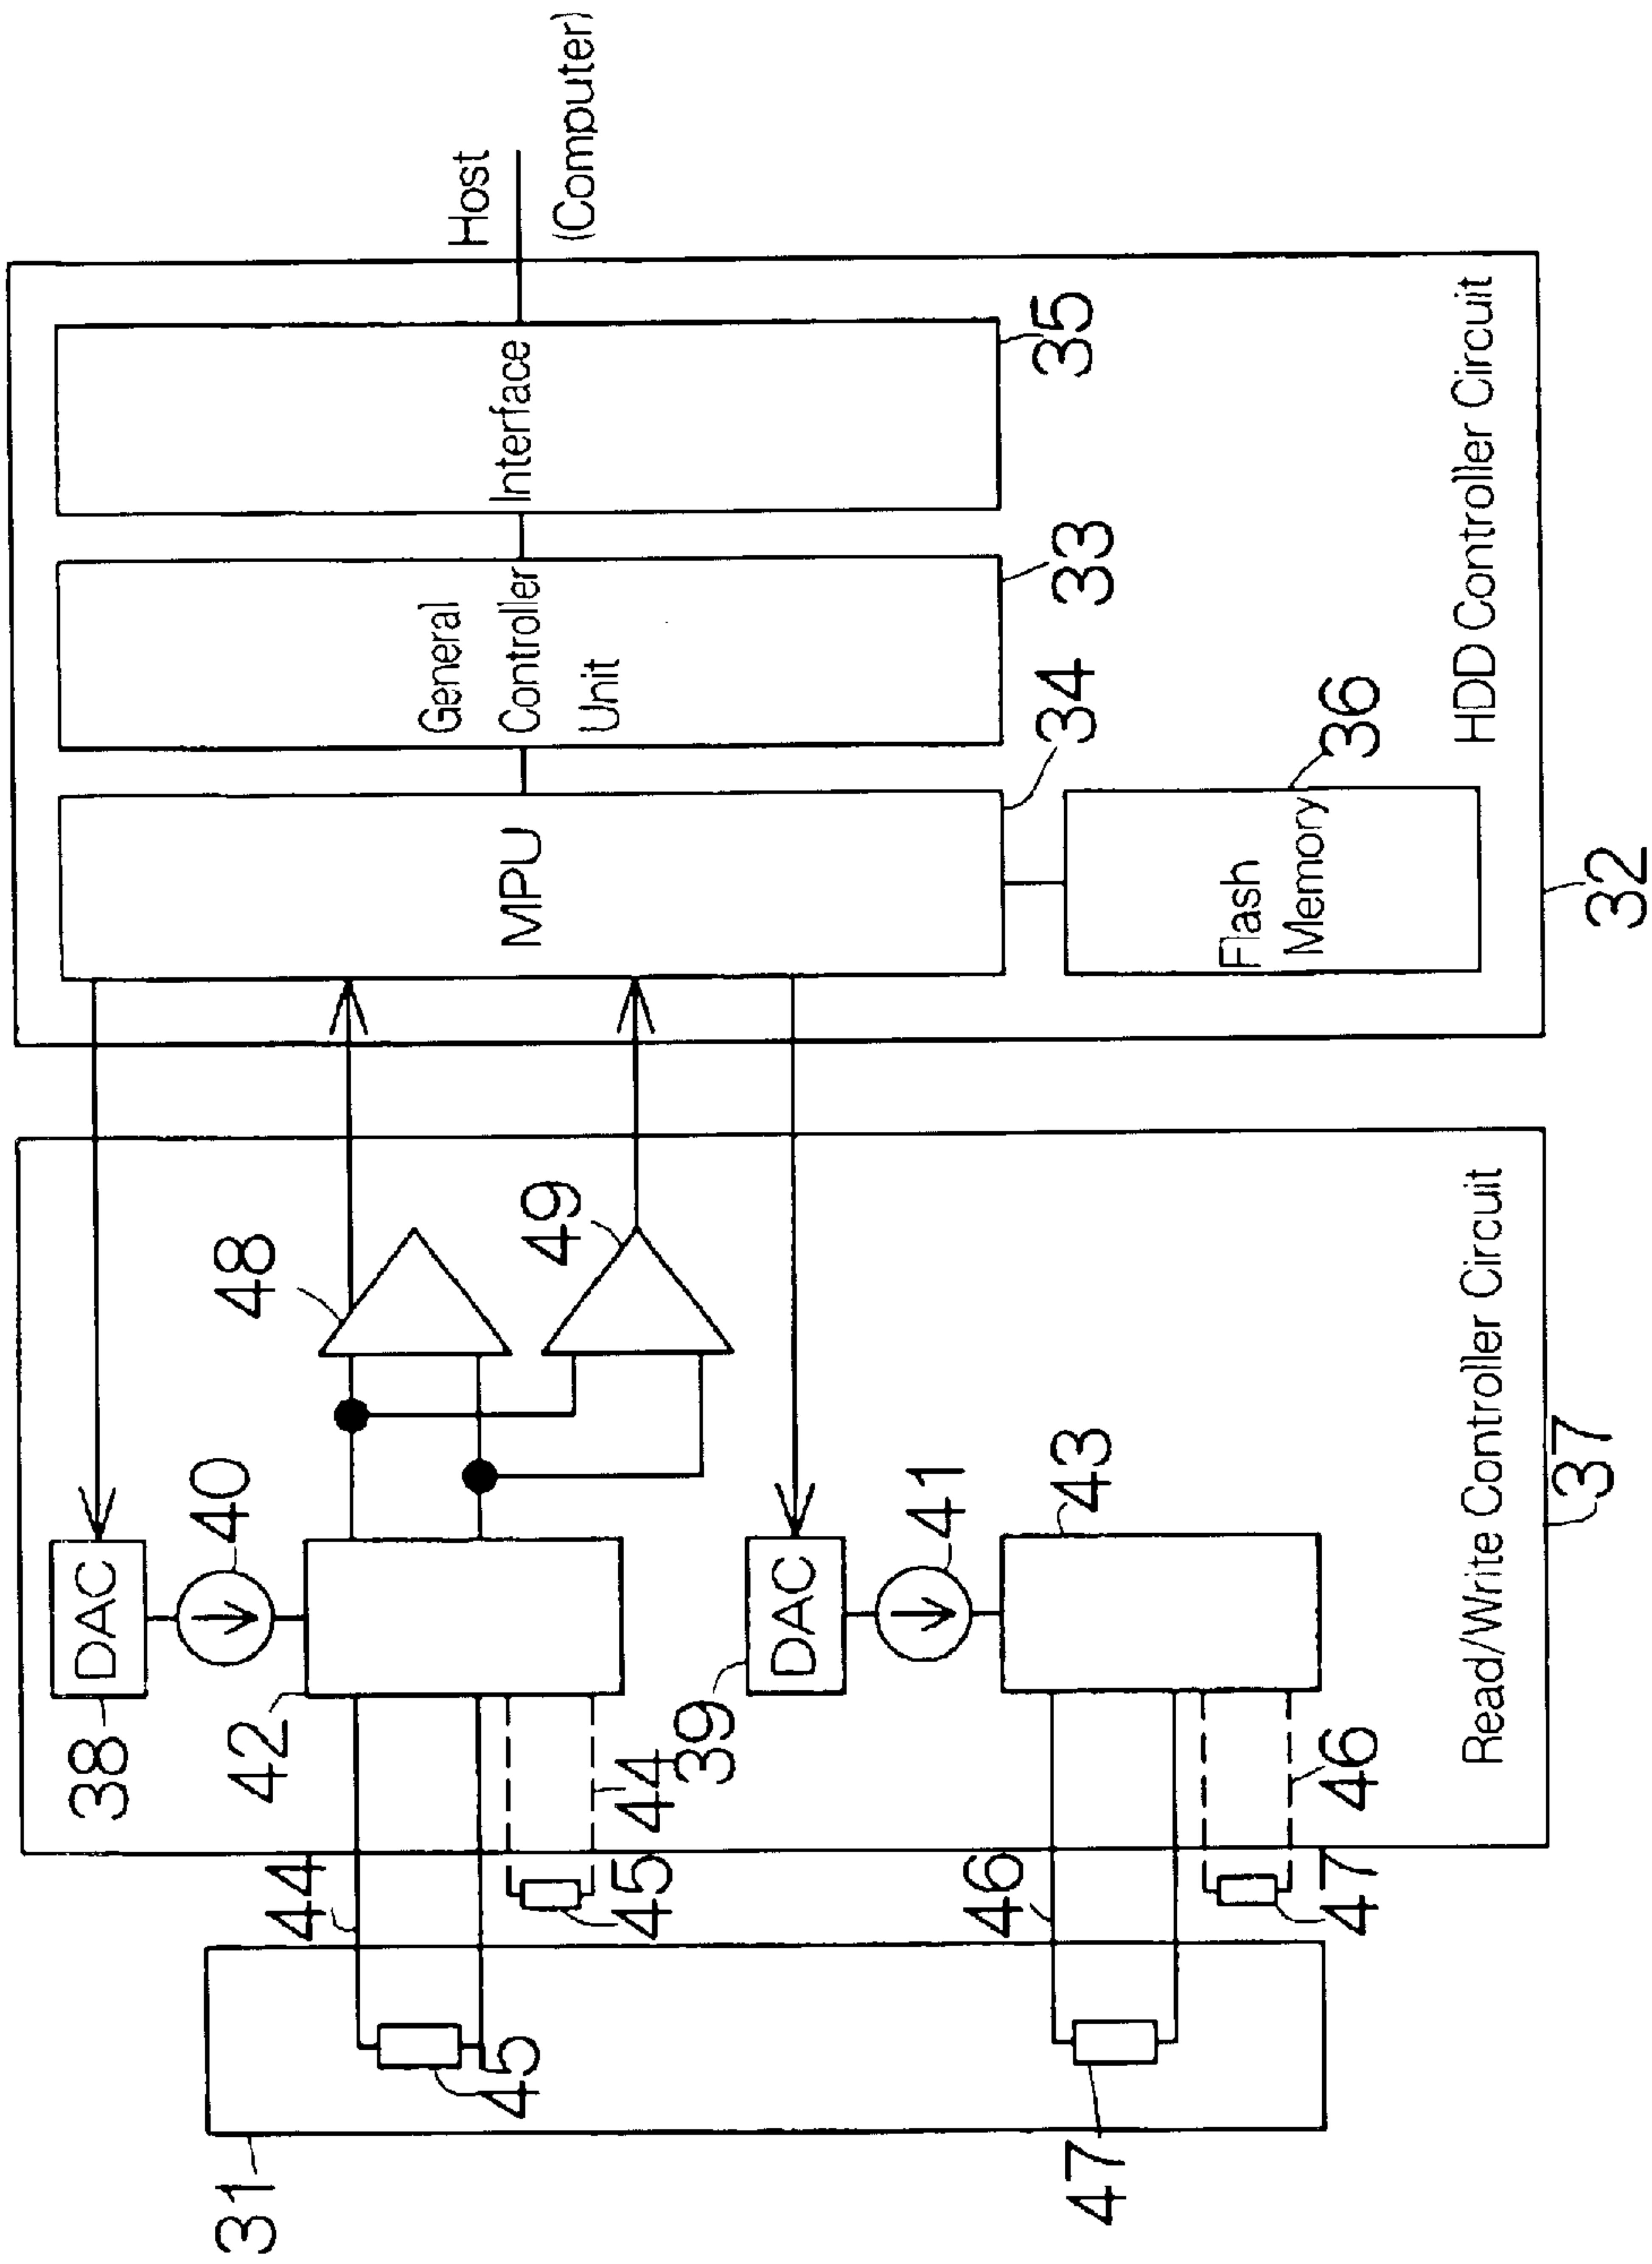 Host
(Computer)
Interface
35
General
Controller
Unit
33
MPU
34
Flash
Memory
36
HDD Controller Circuit
32
DAC
38
40
42
48
49
DAC
39
41
43
44
45
44
45
46
47
46
47
31
Read/Write Controller Circuit
37